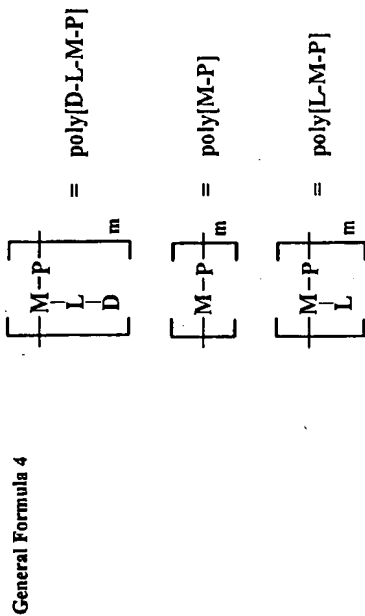 General Formula 4
M-P
L
D
m
= poly[D-L-M-P]
M-P
m
= poly[M-P]
M-P
L
m
= poly[L-M-P]